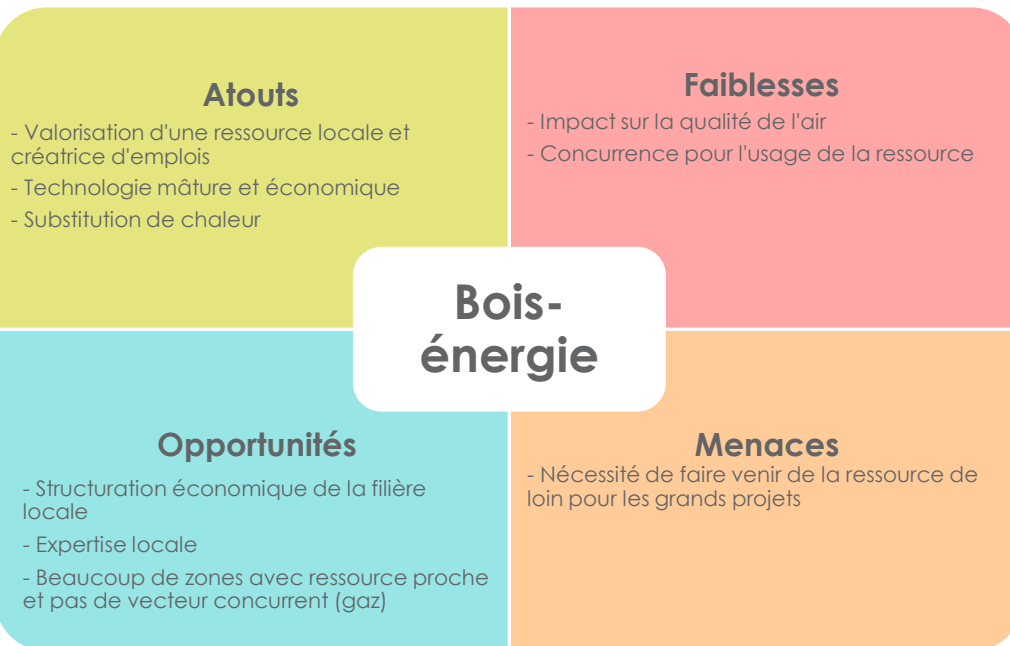 Atouts
- Valorisation d'une ressource locale et
créatrice d'emplois
- Technologie mâture et économique
- Substitution de chaleur
Faiblesses
- Impact sur la qualité de l'air
- Concurrence pour l'usage de la ressource
Bois-
énergie
Opportunités
- Structuration économique de la filière
locale
- Expertise locale
- Beaucoup de zones avec ressource proche
et pas de vecteur concurrent (gaz)
Menaces
- Nécessité de faire venir de la ressource de
loin pour les grands projets